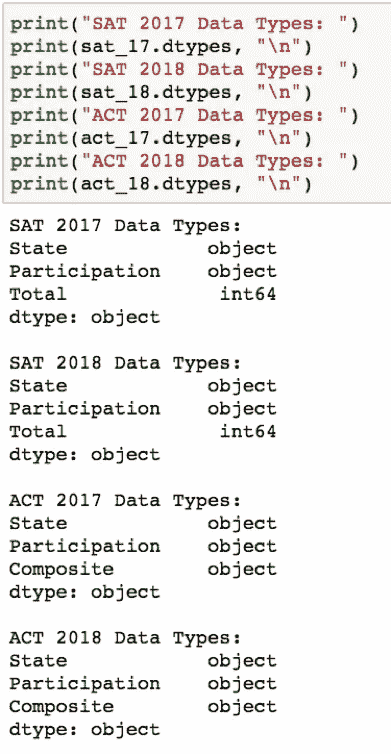 print("SAT 2017 Data Types: ")
print(sat_17.dtypes, "\n")
print("SAT 2018 Data Types: ")
print(sat_18.dtypes, "\n")
print("ACT 2017 Data Types: ")
print(act_17.dtypes, "\n")
print("ACT 2018 Data Types: ")
print(act_18.dtypes, "\n")
SAT 2017 Data Types:
State            object
Participation    object
Total             int64
dtype: object
SAT 2018 Data Types:
State            object
Participation    object
Total             int64
dtype: object
ACT 2017 Data Types:
State            object
Participation    object
Composite        object
dtype: object
ACT 2018 Data Types:
State            object
Participation    object
Composite        object
dtype: object